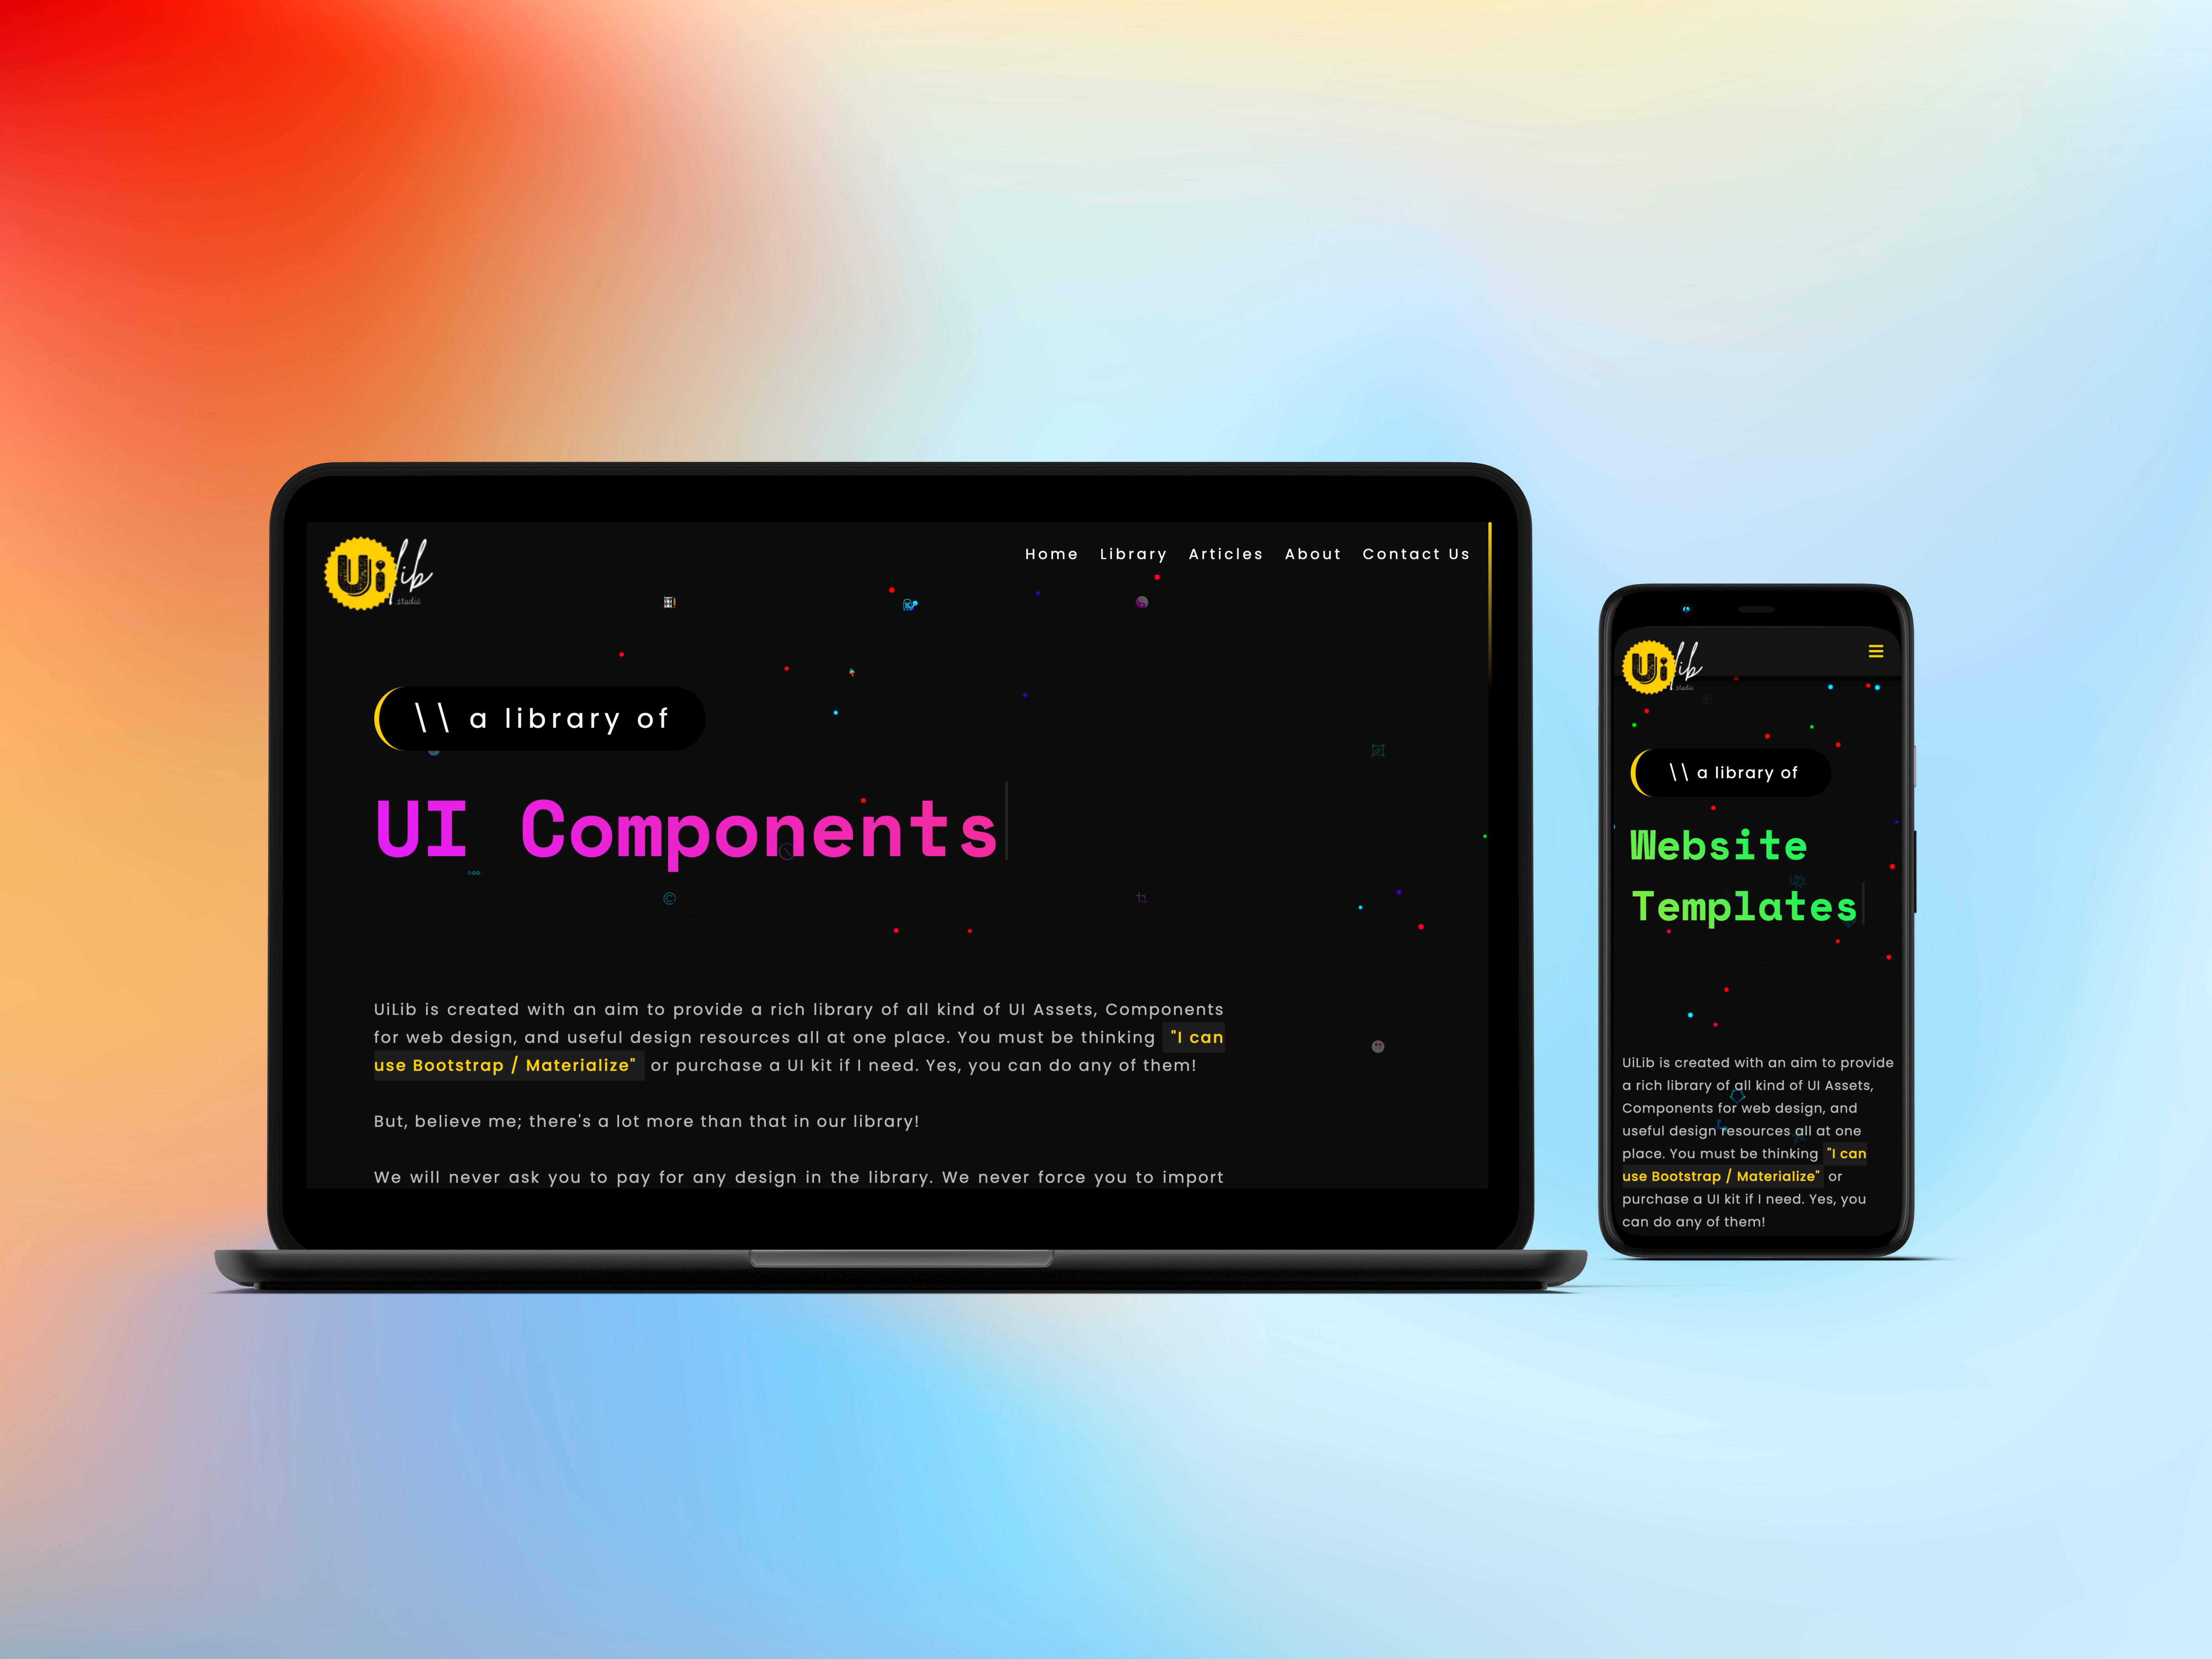 Ui lib
.studio
Home Library Articles About Contact Us
\\ a library of
UI Components
UiLib is created with an aim to provide a rich library of all kind of UI Assets, Components
for web design, and useful design resources all at one place. You must be thinking "I can
use Bootstrap / Materialize" or purchase a UI kit if I need. Yes, you can do any of them!
But, believe me; there's a lot more than that in our library!
We will never ask you to pay for any design in the library. We never force you to import
Ui lib
.studio
\\ a library of
Website
Templates
UiLib is created with an aim to provide
a rich library of all kind of UI Assets,
Components for web design, and
useful design resources all at one
place. You must be thinking "I can
use Bootstrap / Materialize" or
purchase a UI kit if I need. Yes, you
can do any of them!